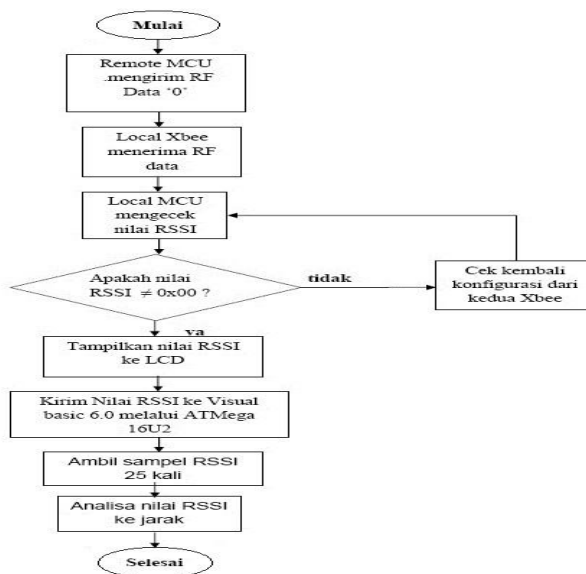 Mulai
Remote MCU
.mengirim RF
Data ‘0’
Local Xbee
menerima RF
data
Local MCU
mengecek
nilai RSSI
Apakah nilai
RSSI ≠ 0x00 ?
tidak
Cek kembali
konfigurasi dari
kedua Xbee
ya
Tampilkan nilai RSSI
ke LCD
Kirim Nilai RSSI ke Visual
basic 6.0 melalui ATMega
16U2
Ambil sampel RSSI
25 kali
Analisa nilai RSSI
ke jarak
Selesai